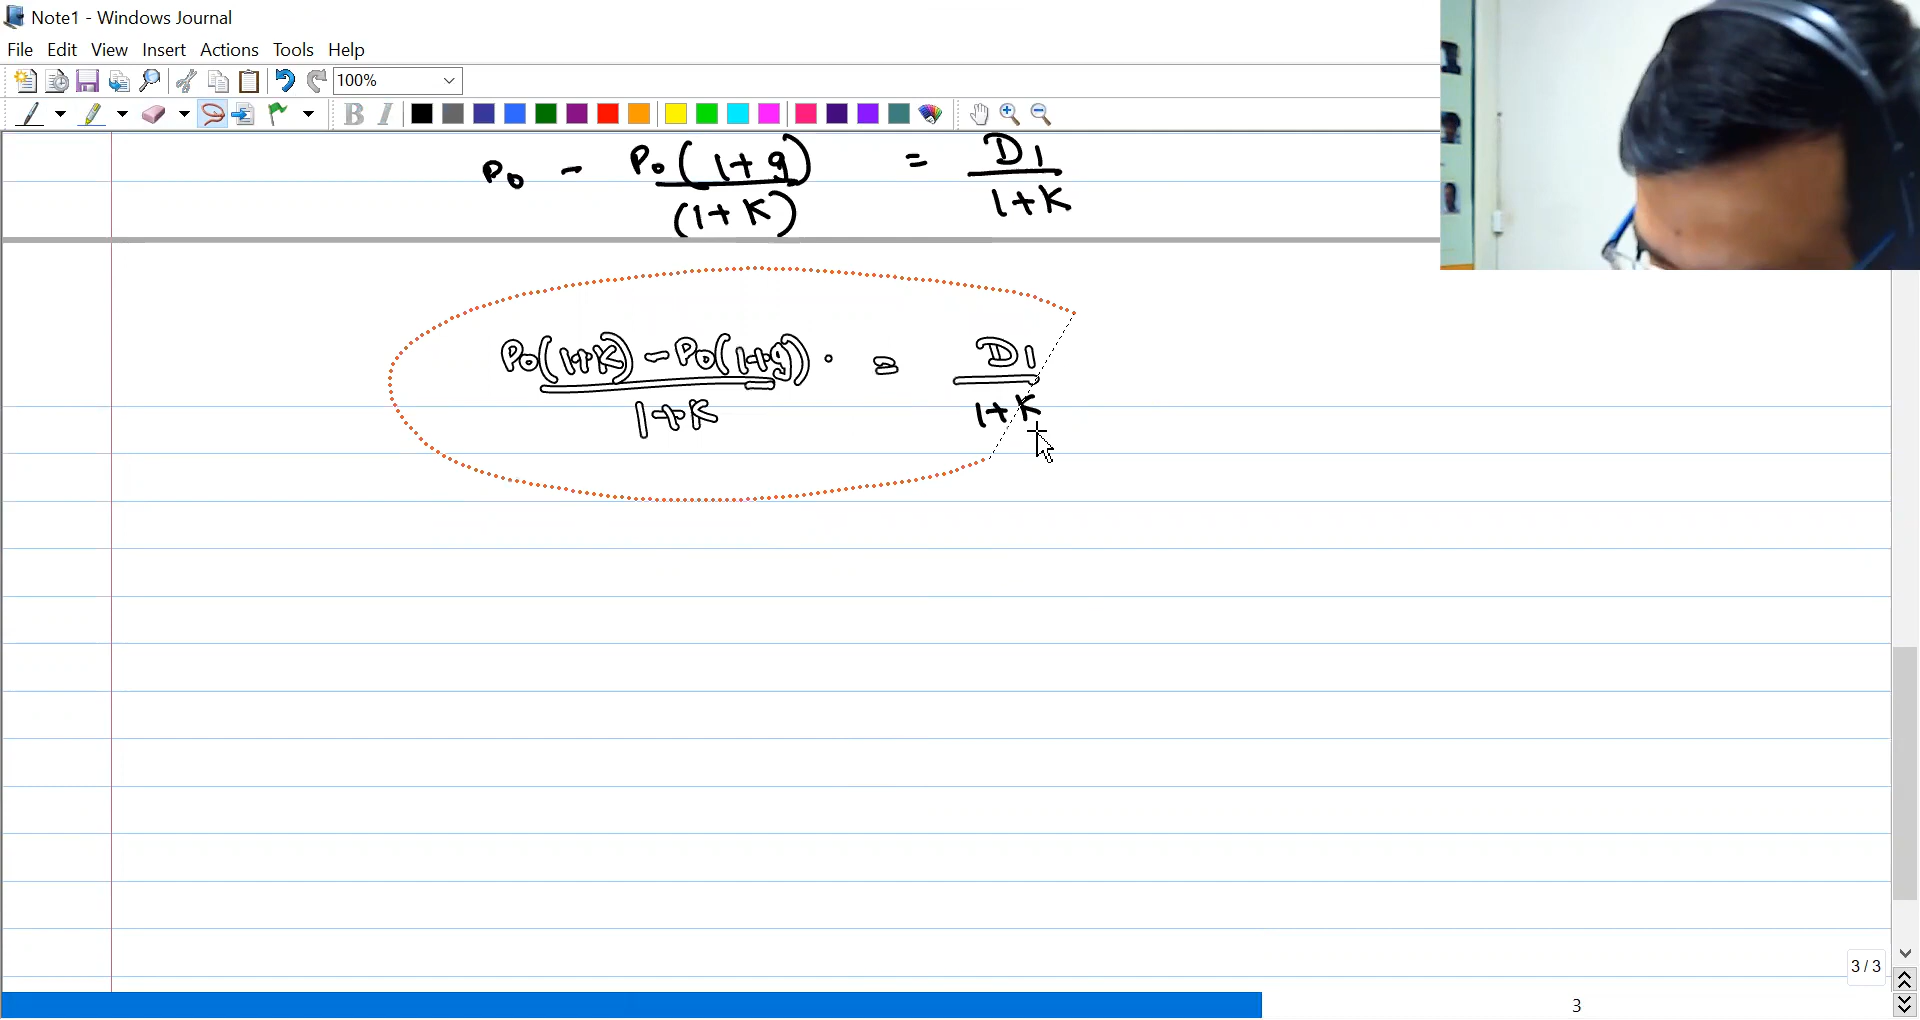 Note1 - Windows Journal
File Edit View Insert Actions Tools Help
100%
B I
P0 - P0(1+g) = D1
(1+K) 1+K
P0(1+K) - P0(1+g) . = D1
1+K 1+K
3 / 3
3